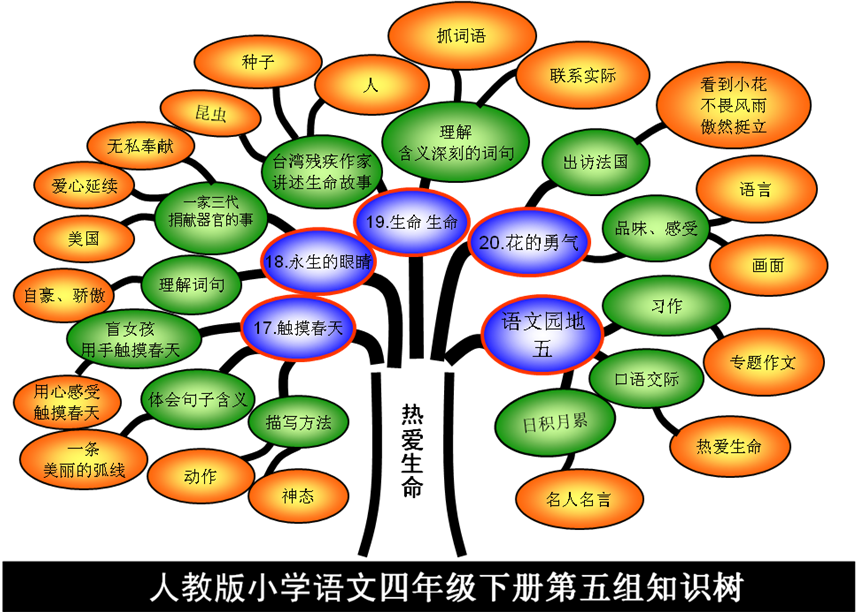 抓词语
种子
联系实际
人
看到小花
不畏风雨
傲然挺立
昆虫
理解
含义深刻的词句
无私奉献
台湾残疾作家
讲述生命故事
出访法国
爱心延续
一家三代
捐献器官的事
语言
19.生命 生命
品味、感受
美国
20.花的勇气
18.永生的眼睛
画面
自豪、骄傲
理解词句
习作
盲女孩
用手触摸春天
17.触摸春天
语文园地
五
专题作文
用心感受
触摸春天
体会句子含义
口语交际
描写方法
日积月累
热爱生命
一条
美丽的弧线
热爱生命
动作
神态
名人名言
人教版小学语文四年级下册第五组知识树